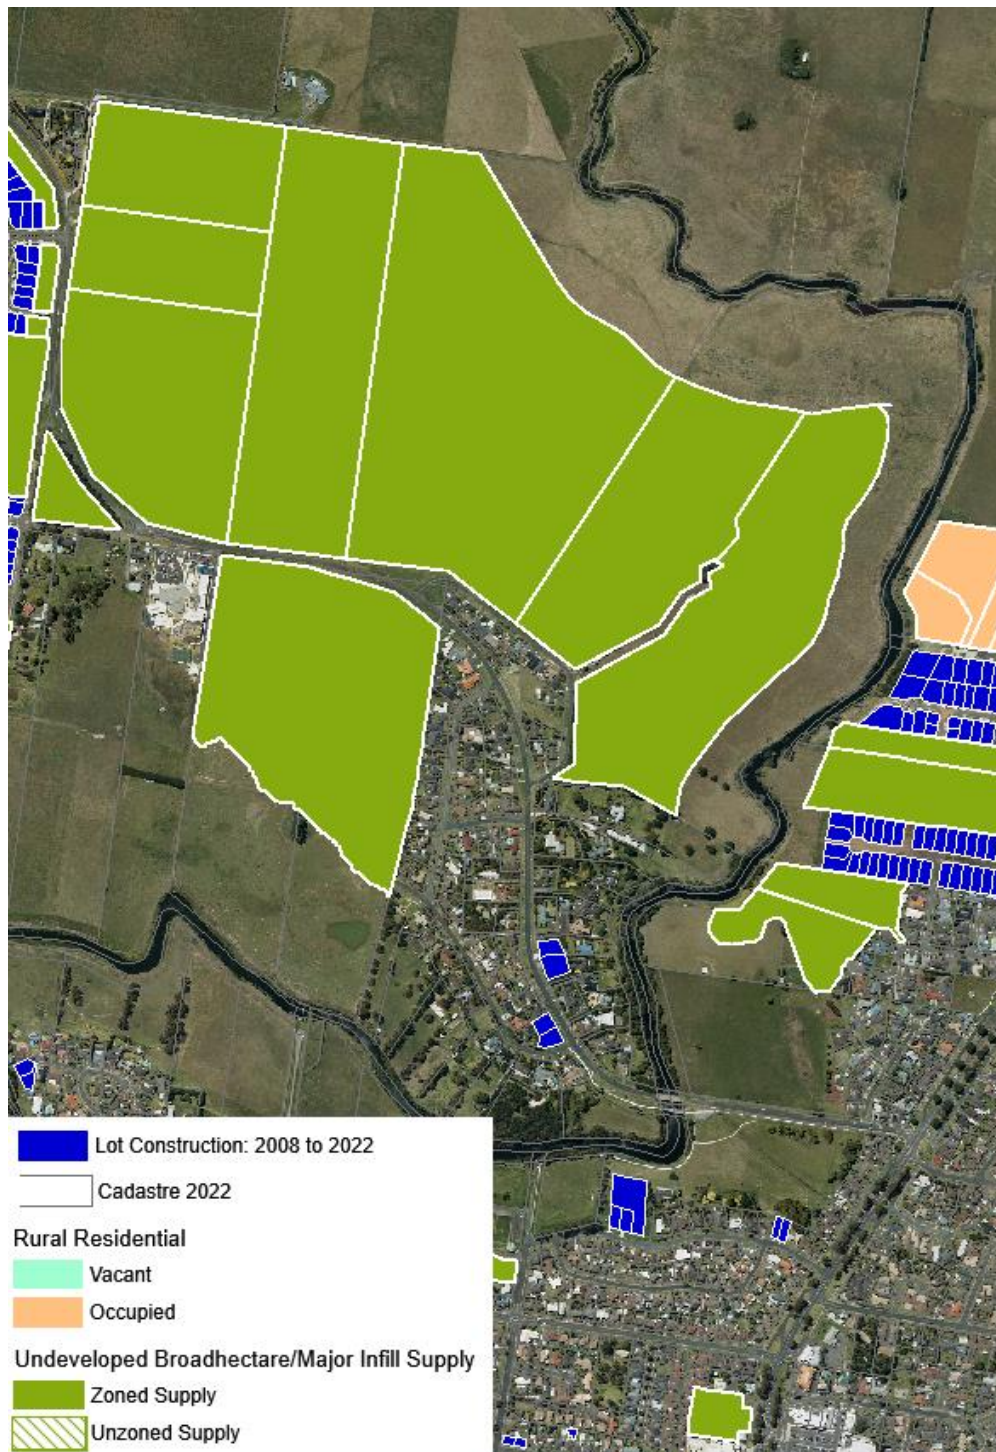 Lot Construction: 2008 to 2022
Cadastre 2022
Rural Residential
Vacant
Occupied
Undeveloped Broadhectare/Major Infill Supply
Zoned Supply
Unzoned Supply